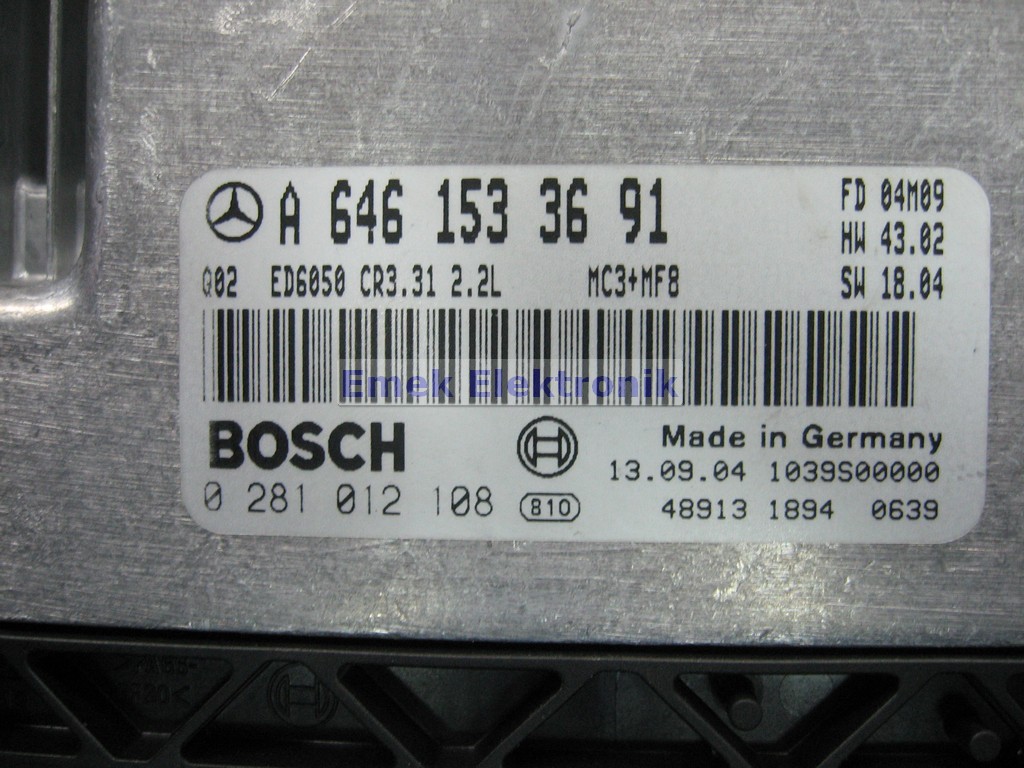 A 646 153 36 91
FD 04M09
HW 43.02
Q02 ED6050 CR3.31 2.2L MC3+MF8 SW 18.04
Emek Elektronik
BOSCH
Made in Germany
13.09.04 1039S00000
0 281 012 108 810 48913 1894 0639